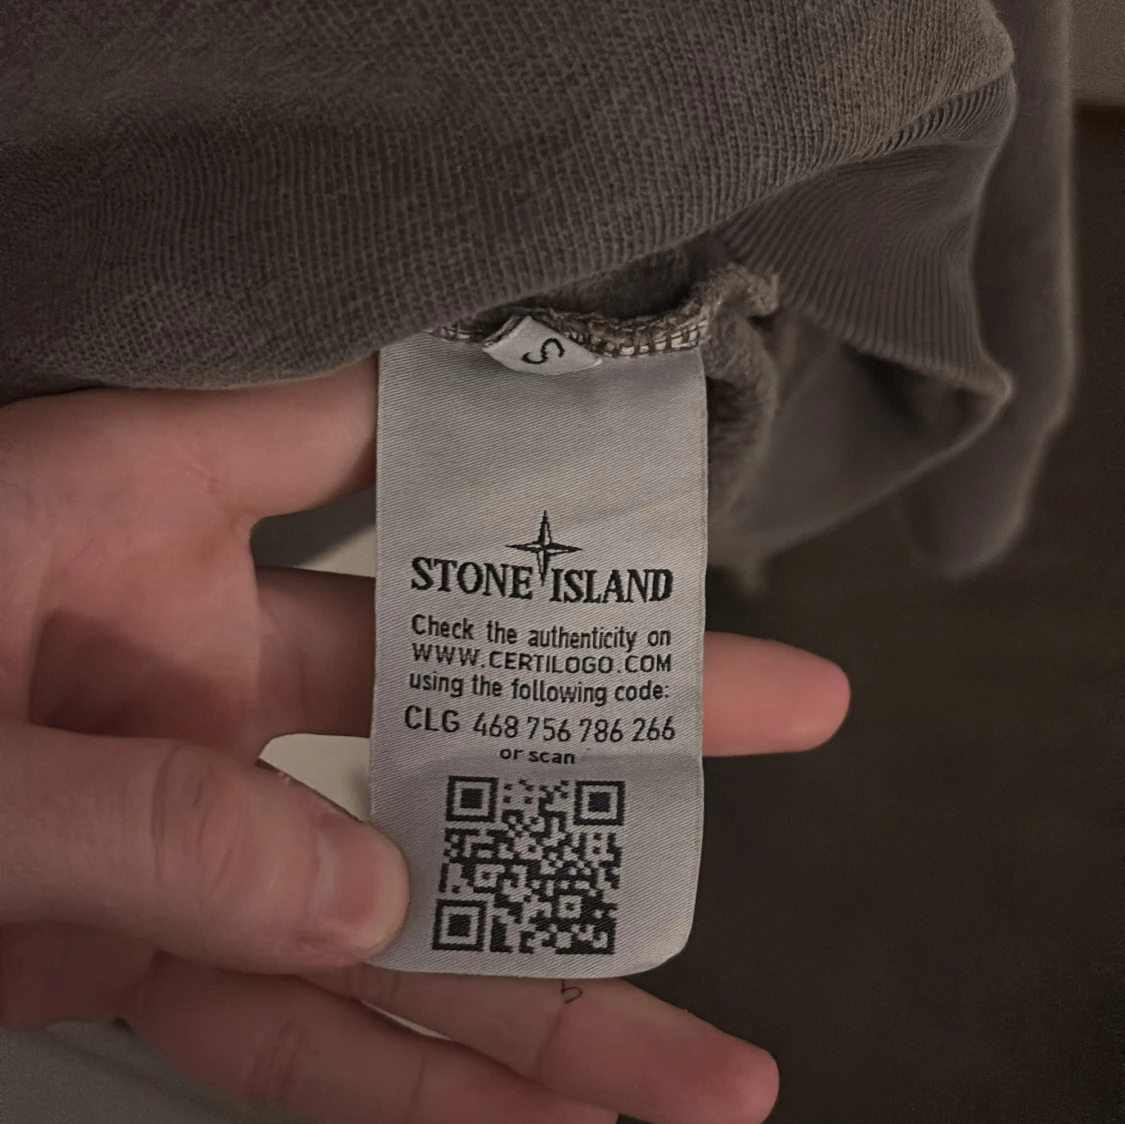 S
STONE ISLAND
Check the authenticity on
WWW.CERTILOGO.COM
using the following code:
CLG 468 756 786 266
or scan